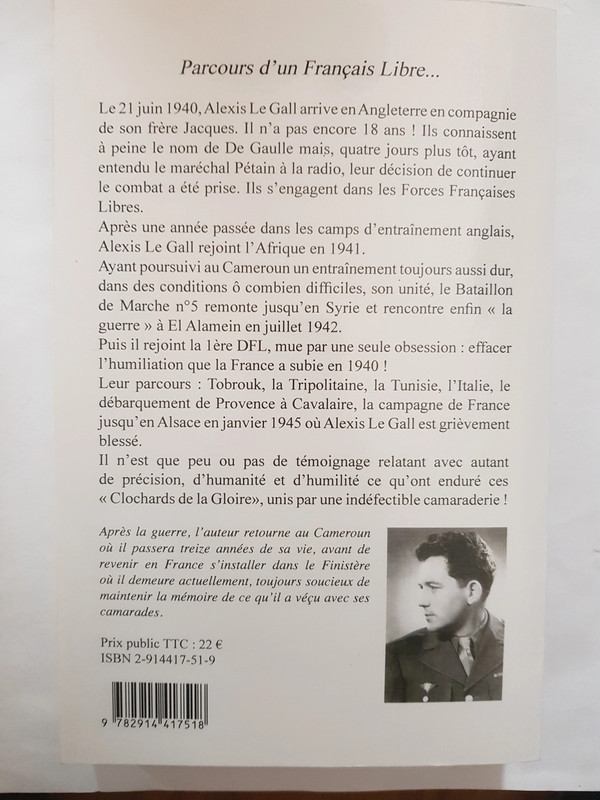 Parcours d'un Français Libre...
Le 21 juin 1940, Alexis Le Gall arrive en Angleterre en compagnie
de son frère Jacques. Il n'a pas encore 18 ans ! Ils connaissent
à peine le nom de De Gaulle mais, quatre jours plus tôt, ayant
entendu le maréchal Pétain à la radio, leur décision de continuer
le combat a été prise. Ils s'engagent dans les Forces Françaises
Libres.
Après une année passée dans les camps d'entraînement anglais,
Alexis Le Gall rejoint l'Afrique en 1941.
Ayant poursuivi au Cameroun un entraînement toujours aussi dur,
dans des conditions ô combien difficiles, son unité, le Bataillon
de Marche n°5 remonte jusqu'en Syrie et rencontre enfin « la
guerre » à El Alamein en juillet 1942.
Puis il rejoint la 1ère DFL, mue par une seule obsession : effacer
l'humiliation que la France a subie en 1940 !
Leur parcours : Tobrouk, la Tripolitaine, la Tunisie, l'Italie, le
débarquement de Provence à Cavalaire, la campagne de France
jusqu'en Alsace en janvier 1945 où Alexis Le Gall est grièvement
blessé.
Il n'est que peu ou pas de témoignage relatant avec autant
de précision, d'humanité et d'humilité ce qu'ont enduré ces
« Clochards de la Gloire», unis par une indéfectible camaraderie !
Après la guerre, l'auteur retourne au Cameroun
où il passera treize années de sa vie, avant de
revenir en France s'installer dans le Finistère
où il demeure actuellement, toujours soucieux de
maintenir la mémoire de ce qu'il a véçu avec ses
camarades.
Prix public TTC : 22 €
ISBN 2-914417-51-9
9 782914 417518